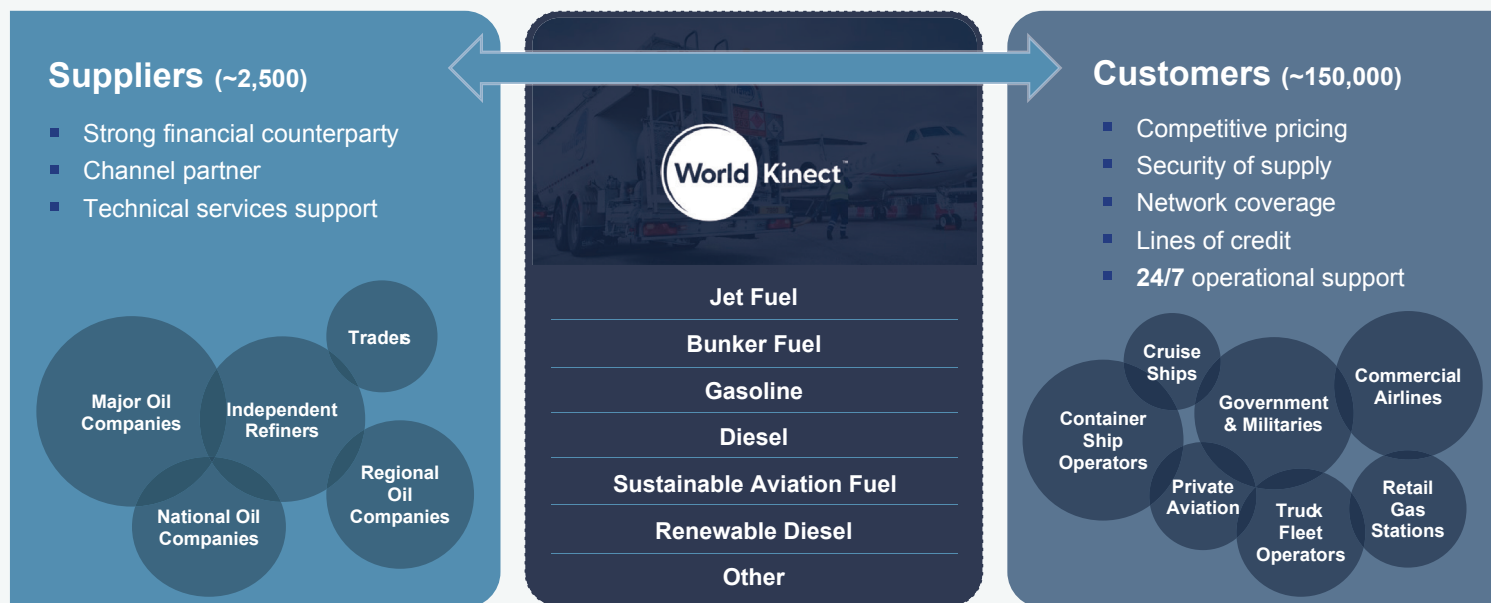 Suppliers (~2,500)
▪ Strong financial counterparty
▪ Channel partner
▪ Technical services support
Traders
Major Oil
Companies
Independent
Refiners
Regional
Oil
Companies
National Oil
Companies
World Kinect™
Jet Fuel
Bunker Fuel
Gasoline
Diesel
Sustainable Aviation Fuel
Renewable Diesel
Other
Customers (~150,000)
▪ Competitive pricing
▪ Security of supply
▪ Network coverage
▪ Lines of credit
▪ 24/7 operational support
Cruise
Ships
Commercial
Airlines
Government
& Militaries
Container
Ship
Operators
Private
Aviation
Truck
Fleet
Operators
Retail
Gas
Stations